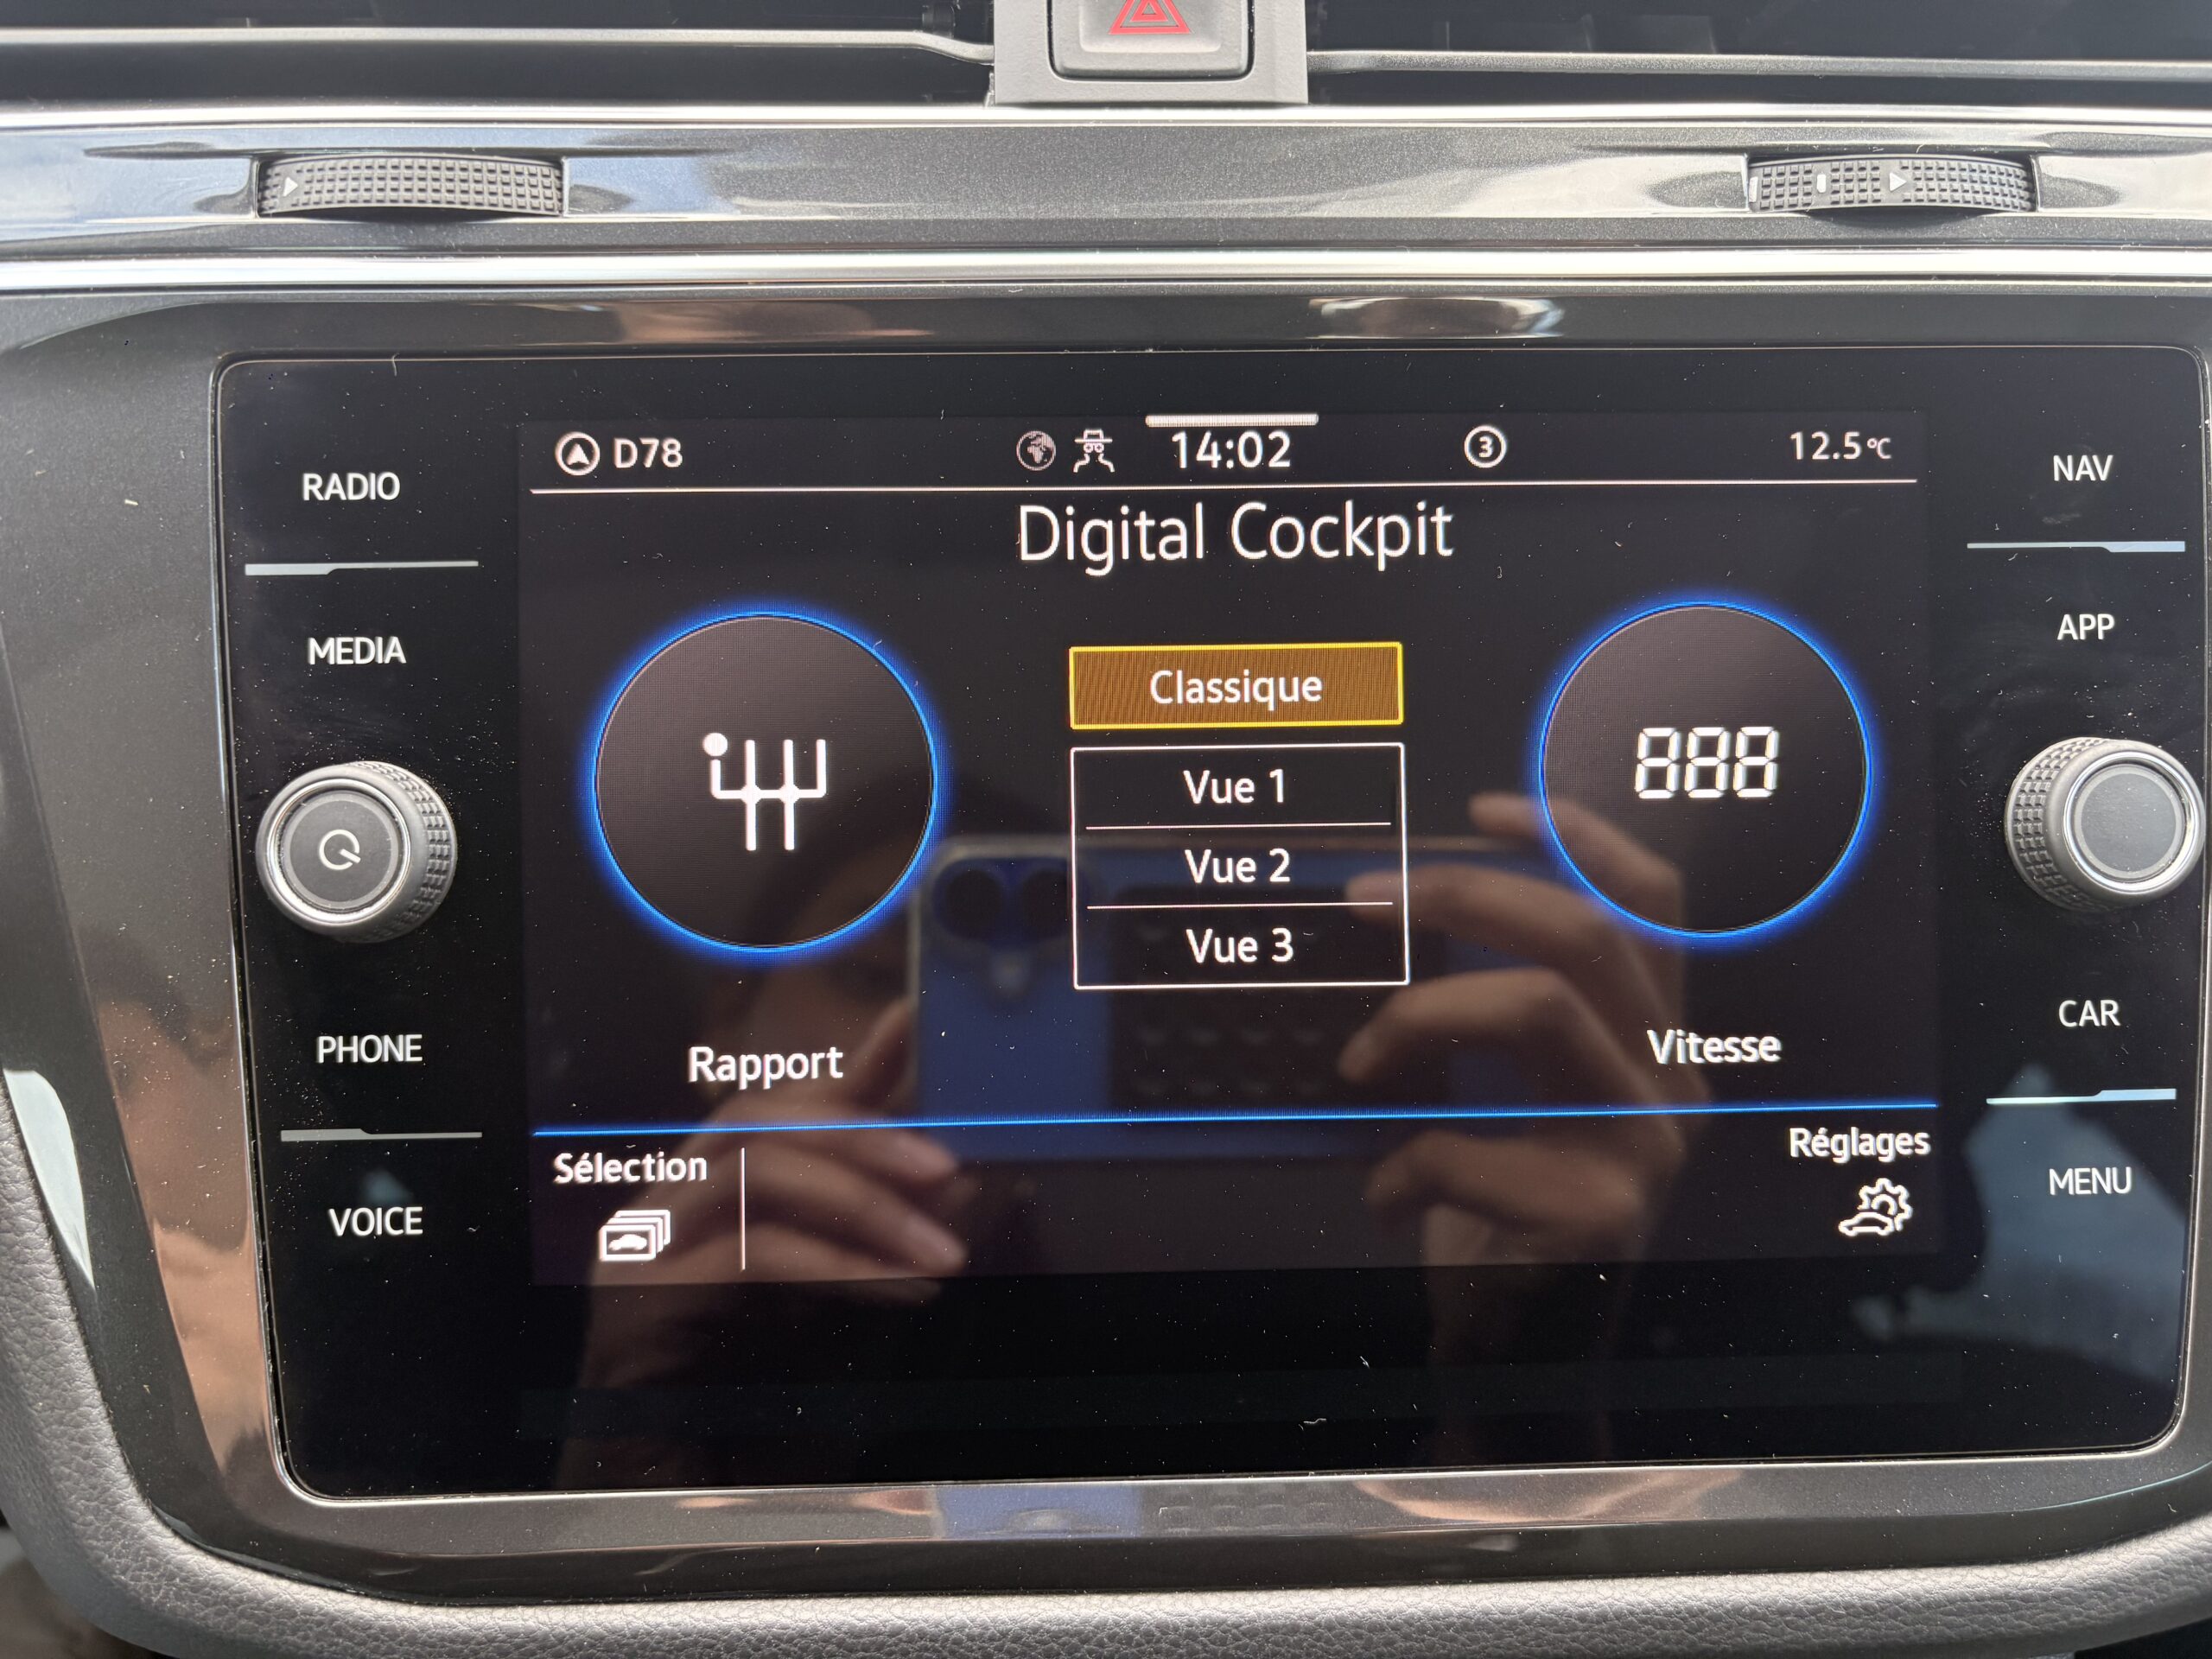 D78 14:02 3 12.5°C
Digital Cockpit
RADIO
MEDIA
PHONE
VOICE
Classique
Vue 1
Vue 2
Vue 3
Rapport
888
Vitesse
Sélection
Réglages
NAV
APP
CAR
MENU